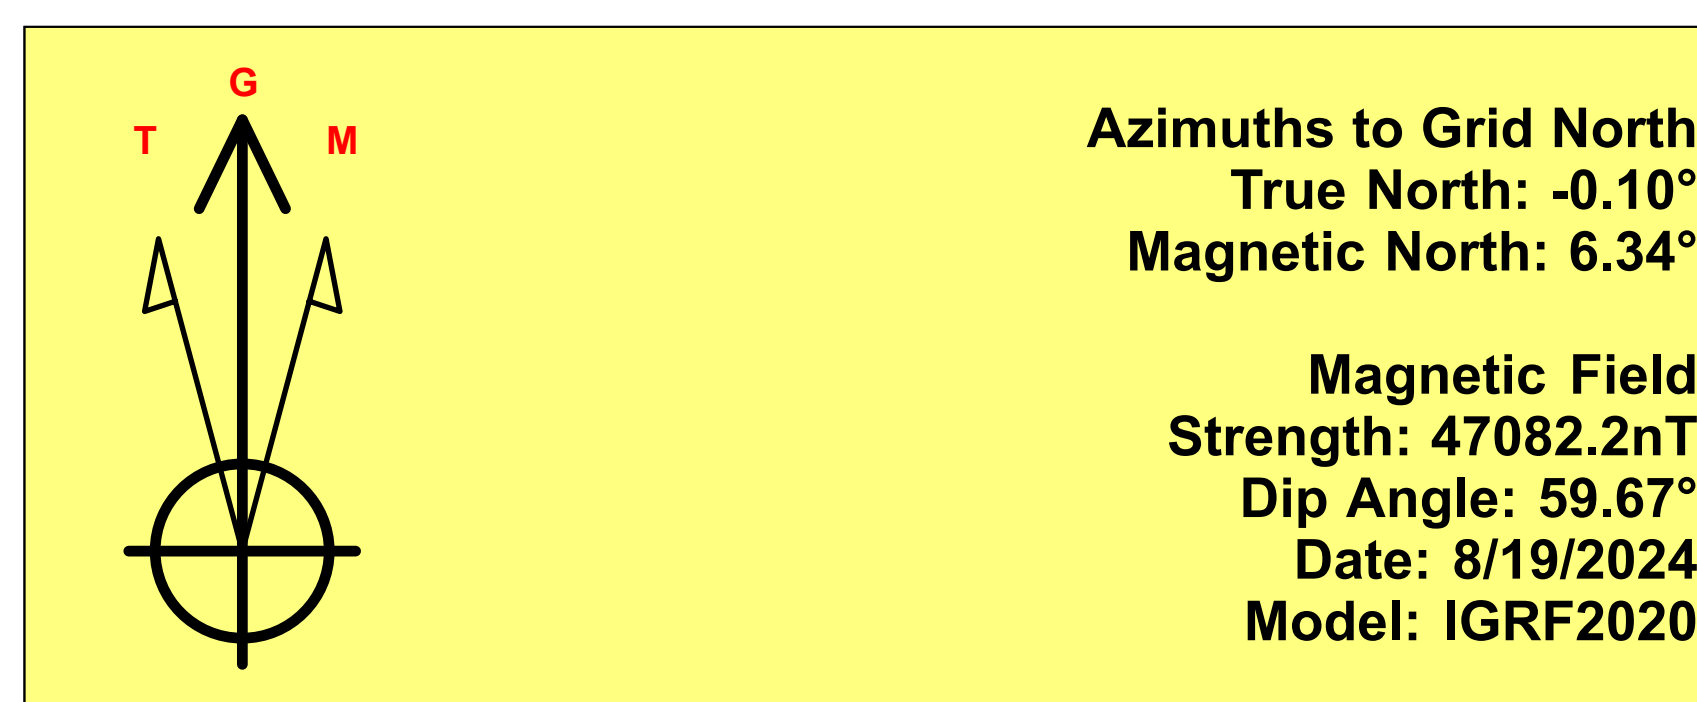 G
T M
Azimuths to Grid North
True North: -0.10°
Magnetic North: 6.34°
Magnetic Field
Strength: 47082.2nT
Dip Angle: 59.67°
Date: 8/19/2024
Model: IGRF2020